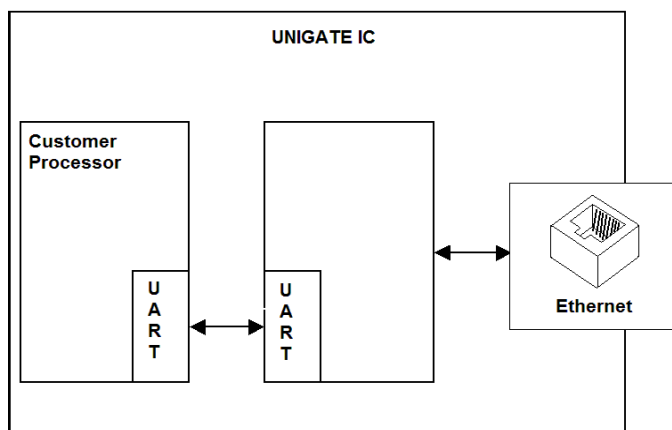 UNIGATE IC
Customer
Processor
U
A
R
T
U
A
R
T
Ethernet